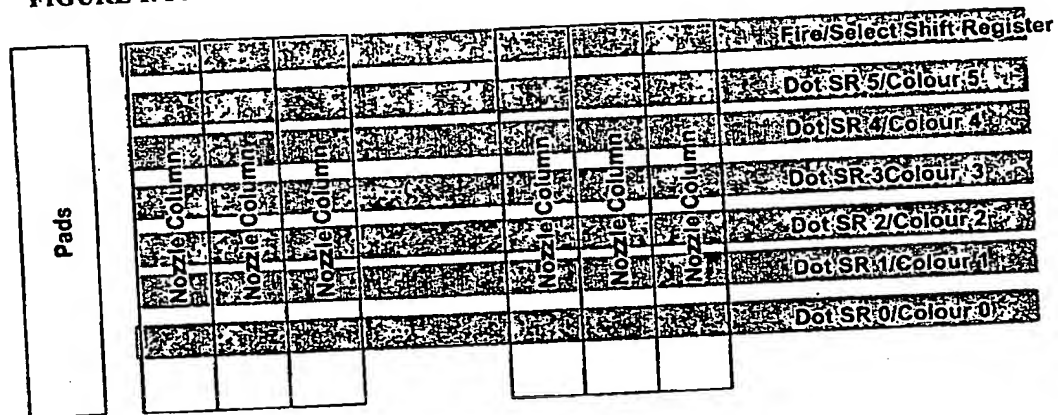 FIGURE 1.
Fire/Select Shift Register
Dot SR 5/Colour 5
Dot SR 4/Colour 4
Dot SR 3Colour 3
Dot SR 2/Colour 2
Dot SR 1/Colour 1
Dot SR 0/Colour 0
Pads
Nozzle Column
Nozzle Column
Nozzle Column
Nozzle Column
Nozzle Column
Nozzle Column